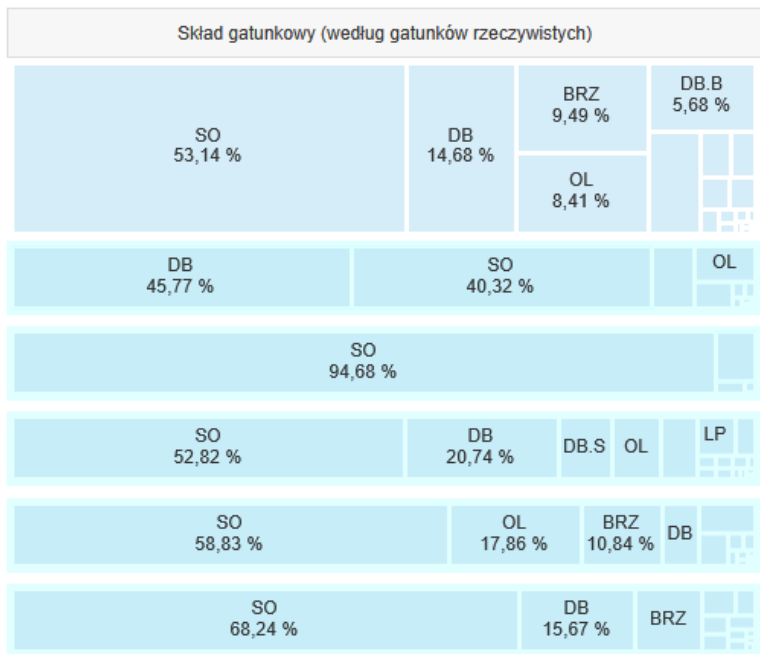 Skład gatunkowy (według gatunków rzeczywistych)
SO
53,14 %
DB
14,68 %
BRZ
9,49 %
OL
8,41 %
DB.B
5,68 %
DB
45,77 %
SO
40,32 %
OL
SO
94,68 %
SO
52,82 %
DB
20,74 %
DB.S
OL
LP
SO
58,83 %
OL
17,86 %
BRZ
10,84 %
DB
SO
68,24 %
DB
15,67 %
BRZ